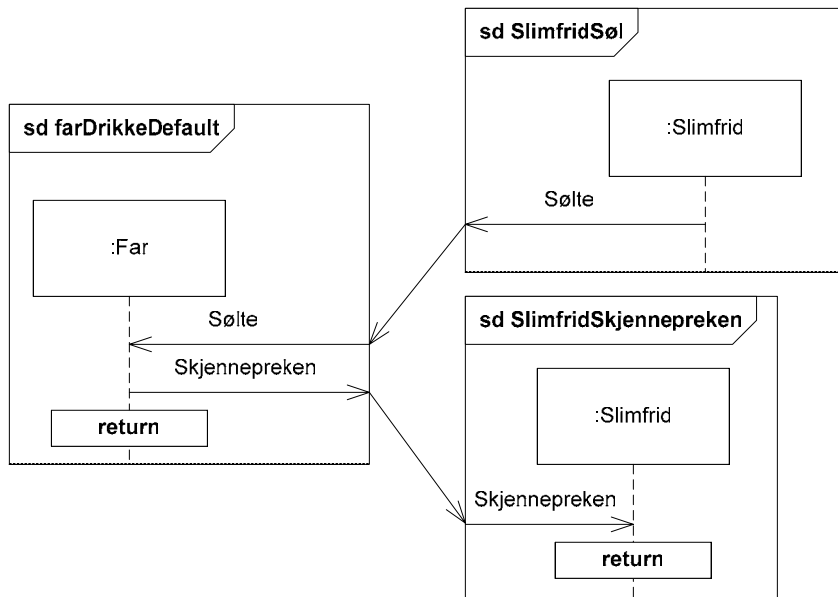 sd SlimfridSøl
:Slimfrid
Sølte
sd farDrikkeDefault
:Far
Sølte
Skjennepreken
return
sd SlimfridSkjennepreken
:Slimfrid
Skjennepreken
return